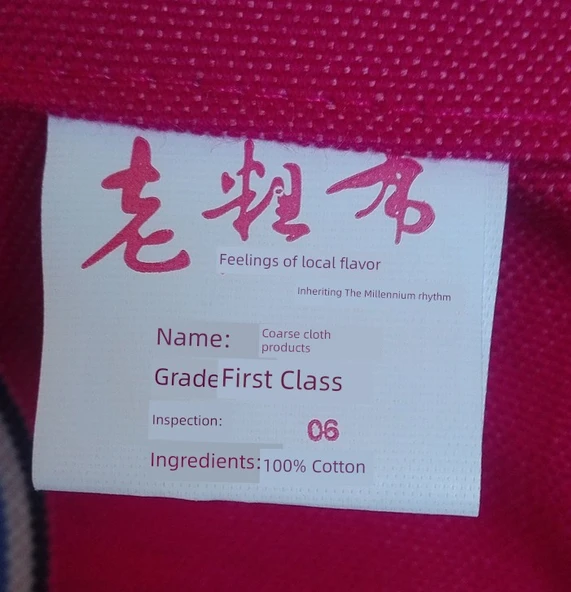 老粗布
Feelings of local flavor
Inheriting The Millennium rhythm
Name: Coarse cloth products
Grade First Class
Inspection: 06
Ingredients: 100% Cotton